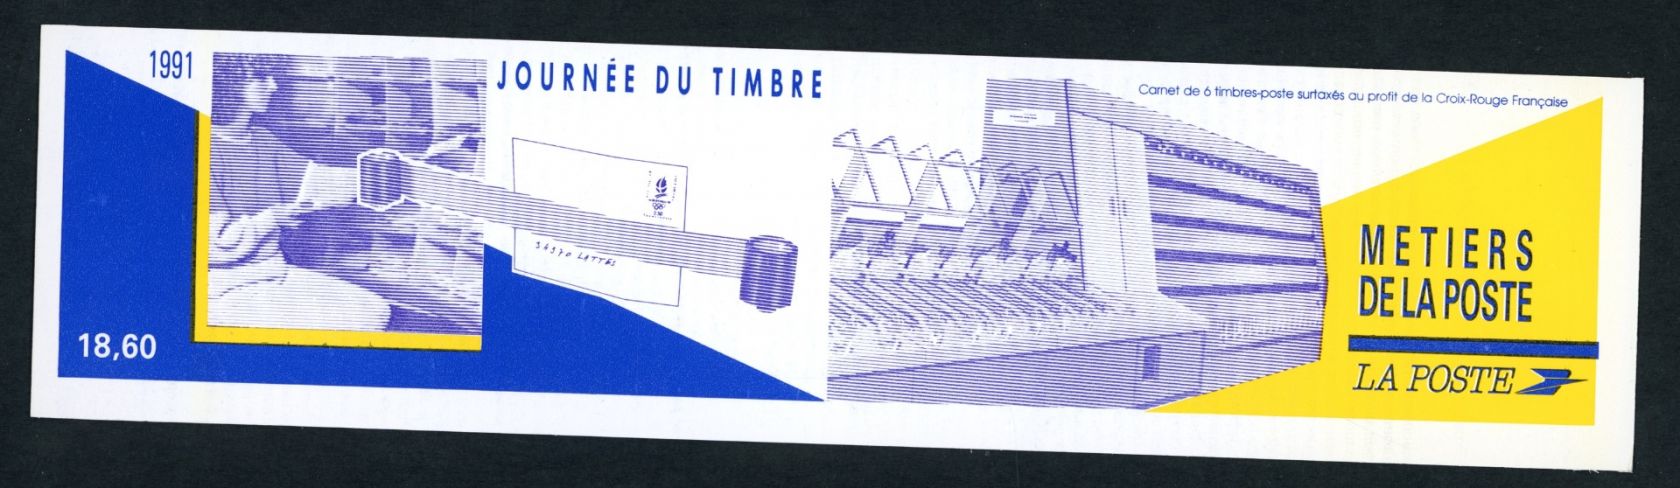 1991
JOURNÉE DU TIMBRE
Carnet de 6 timbres-poste surtaxés au profit de la Croix-Rouge Française
34970 LATTES
METIERS
DE LA POSTE
18,60
LA POSTE